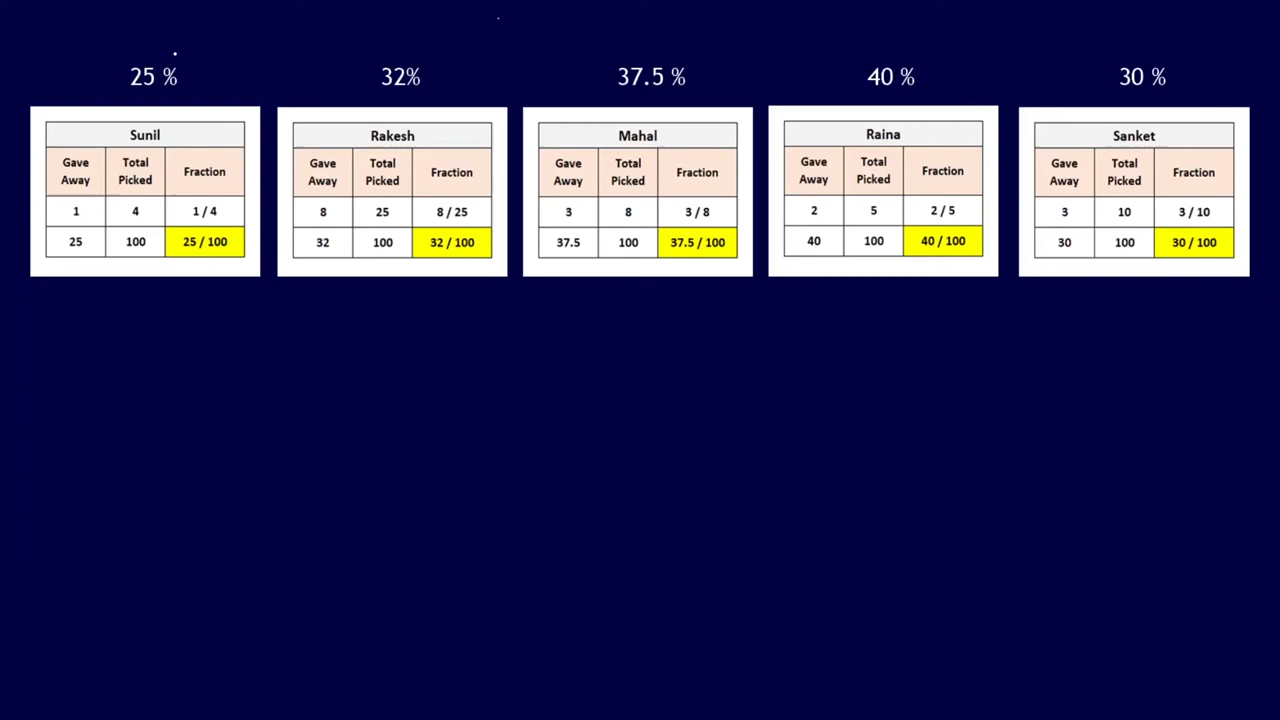 25 %
32%
37.5 %
40 %
30 %
Sunil
Gave Away Total Picked Fraction
1 4 1 / 4
25 100 25 / 100
Rakesh
Gave Away Total Picked Fraction
8 25 8 / 25
32 100 32 / 100
Mahal
Gave Away Total Picked Fraction
3 8 3 / 8
37.5 100 37.5 / 100
Raina
Gave Away Total Picked Fraction
2 5 2 / 5
40 100 40 / 100
Sanket
Gave Away Total Picked Fraction
3 10 3 / 10
30 100 30 / 100